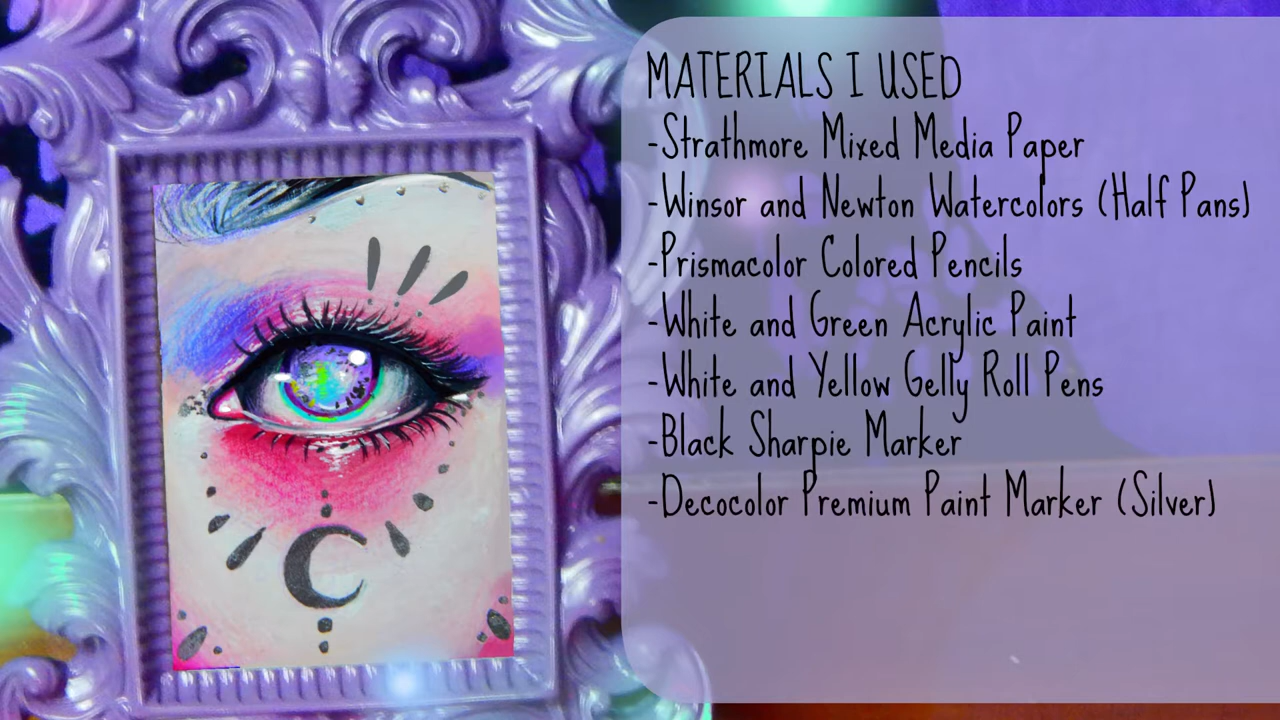 MATERIALS I USED
-Strathmore Mixed Media Paper
-Winsor and Newton Watercolors (Half Pans)
-Prismacolor Colored Pencils
-White and Green Acrylic Paint
-White and Yellow Gelly Roll Pens
-Black Sharpie Marker
-Decocolor Premium Paint Marker (Silver)